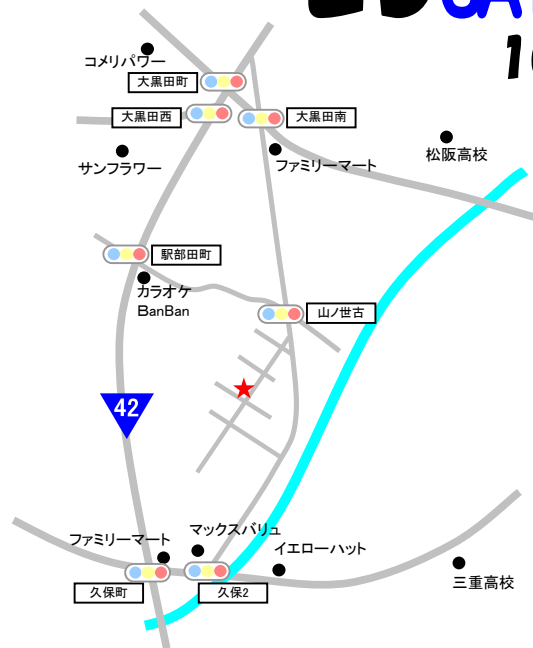 コメリパワー
大黒田町
大黒田西
大黒田南
サンフラワー
ファミリーマート
松阪高校
駅部田町
カラオケ
BanBan
山ノ世古
42
ファミリーマート
マックスバリュ
イエローハット
久保町
久保2
三重高校